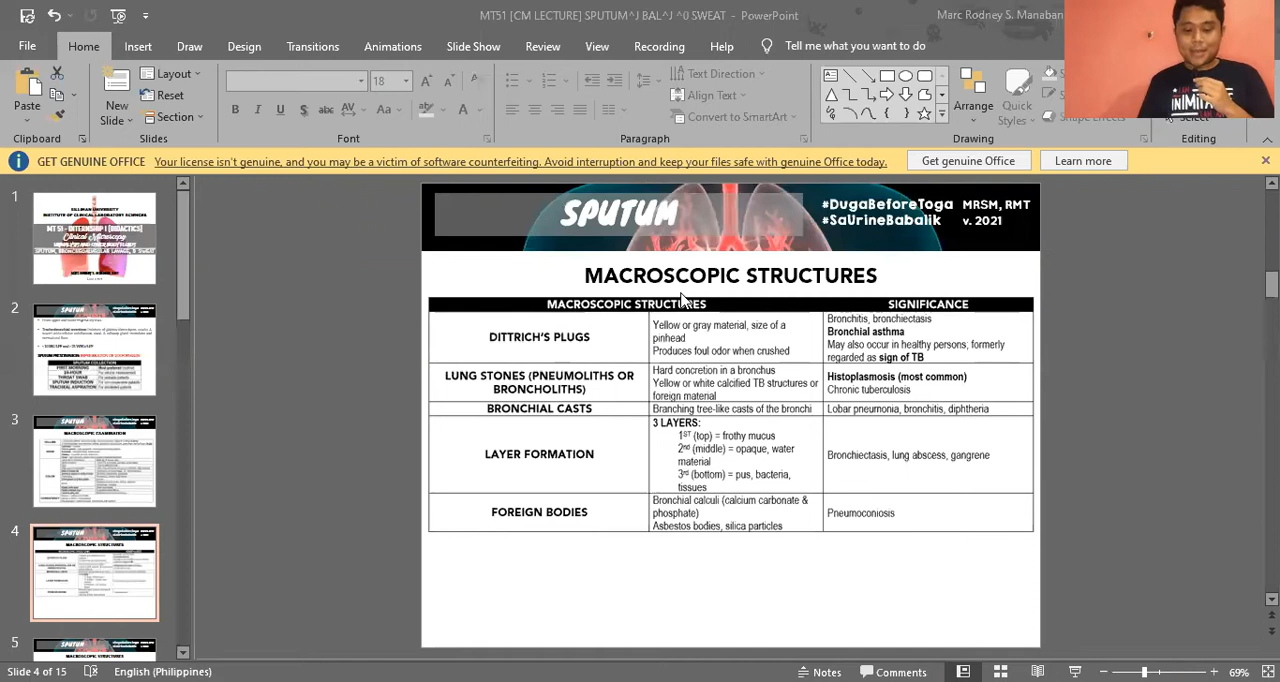 MT51 [CM LECTURE] SPUTUM^J BAL^J ^0 SWEAT - PowerPoint
Marc Rodney S. Manaban
File Home Insert Draw Design Transitions Animations Slide Show Review View Recording Help Tell me what you want to do
Paste
Clipboard
New Slide
Layout
Reset
Section
Slides
18
B I U S abc AV Aa A
Font
Text Direction
Align Text
Convert to SmartArt
Paragraph
Arrange
Quick Styles
Drawing
Editing
GET GENUINE OFFICE Your license isn't genuine, and you may be a victim of software counterfeiting. Avoid interruption and keep your files safe with genuine Office today. Get genuine Office Learn more
1
2
3
4
5
SPUTUM
#DugaBeforeToga MRSM, RMT
#SaUrineBabalik v. 2021
MACROSCOPIC STRUCTURES
MACROSCOPIC STRUCTURES SIGNIFICANCE
DITTRICH'S PLUGS
Yellow or gray material, size of a
pinhead
Produces foul odor when crushed
Bronchitis, bronchiectasis
Bronchial asthma
May also occur in healthy persons; formerly
regarded as sign of TB
LUNG STONES (PNEUMOLITHS OR
BRONCHOLITHS)
Hard concretion in a bronchus
Yellow or white calcified TB structures or
foreign material
Histoplasmosis (most common)
Chronic tuberculosis
BRONCHIAL CASTS
Branching tree-like casts of the bronchi
Lobar pneumonia, bronchitis, diphtheria
LAYER FORMATION
3 LAYERS:
1ST (top) = frothy mucus
2nd (middle) = opaque, water
material
3rd (bottom) = pus, bacteria,
tissues
Bronchiectasis, lung abscess, gangrene
FOREIGN BODIES
Bronchial calculi (calcium carbonate &
phosphate)
Asbestos bodies, silica particles
Pneumoconiosis
Slide 4 of 15 English (Philippines) Notes Comments 69%